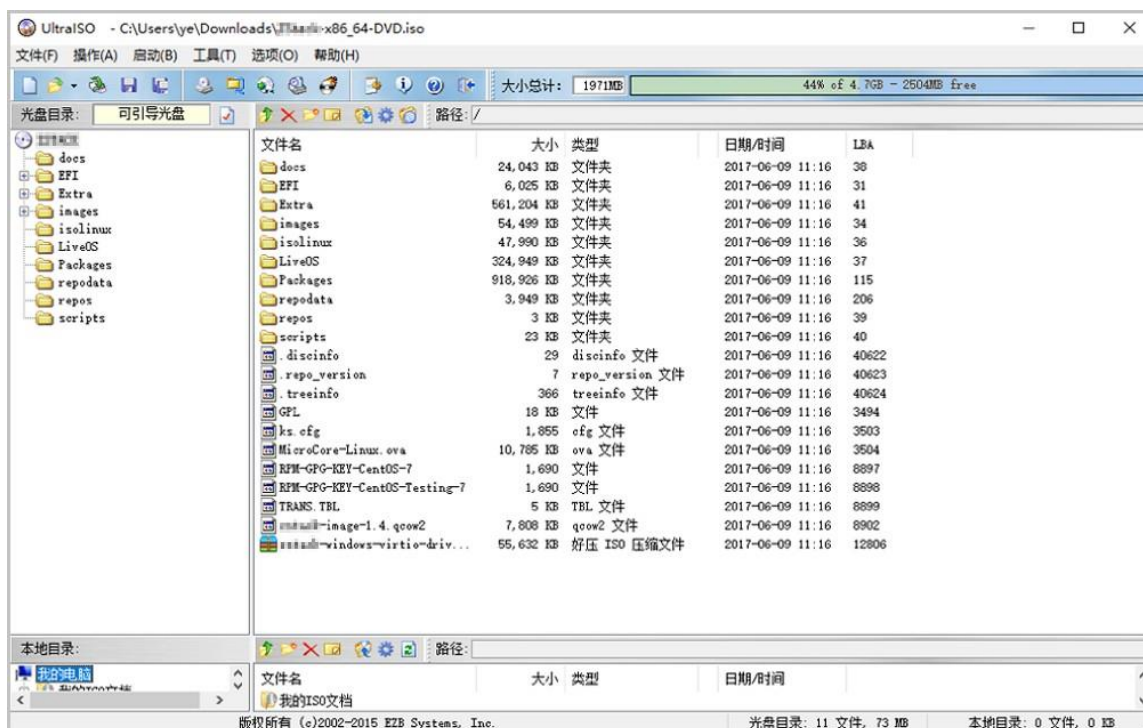 UltraISO - C:\Users\ye\Downloads\ -x86_64-DVD.iso
文件(F) 操作(A) 启动(B) 工具(T) 选项(O) 帮助(H)
大小总计: 1971MB 44% of 4.7GB - 2504MB free
光盘目录: 可引导光盘 路径: /
docs
EFI
Extra
images
isolinux
LiveOS
Packages
repodata
repos
scripts
文件名 大小 类型 日期/时间 LBA
docs 24,043 KB 文件夹 2017-06-09 11:16 38
EFI 6,025 KB 文件夹 2017-06-09 11:16 31
Extra 561,204 KB 文件夹 2017-06-09 11:16 41
images 54,499 KB 文件夹 2017-06-09 11:16 34
isolinux 47,990 KB 文件夹 2017-06-09 11:16 36
LiveOS 324,949 KB 文件夹 2017-06-09 11:16 37
Packages 918,926 KB 文件夹 2017-06-09 11:16 115
repodata 3,949 KB 文件夹 2017-06-09 11:16 206
repos 3 KB 文件夹 2017-06-09 11:16 39
scripts 23 KB 文件夹 2017-06-09 11:16 40
.discinfo 29 discinfo 文件 2017-06-09 11:16 40622
.repo_version 7 repo_version 文件 2017-06-09 11:16 40623
.treeinfo 366 treeinfo 文件 2017-06-09 11:16 40624
GPL 18 KB 文件 2017-06-09 11:16 3494
ks.cfg 1,855 cfg 文件 2017-06-09 11:16 3503
MicroCore-Linux.ova 10,785 KB ova 文件 2017-06-09 11:16 3504
RPM-GPG-KEY-CentOS-7 1,690 文件 2017-06-09 11:16 8897
RPM-GPG-KEY-CentOS-Testing-7 1,690 文件 2017-06-09 11:16 8898
TRANS.TBL 5 KB TBL 文件 2017-06-09 11:16 8899
-image-1.4.qcow2 7,808 KB qcow2 文件 2017-06-09 11:16 8902
-windows-virtio-driv... 55,632 KB 好压 ISO 压缩文件 2017-06-09 11:16 12806
本地目录: 路径:
我的电脑
我的ISO文档
文件名 大小 类型 日期/时间
我的ISO文档
版权所有 (c)2002-2015 EZB Systems, Inc. 光盘目录: 11 文件, 73 MB 本地目录: 0 文件, 0 KB